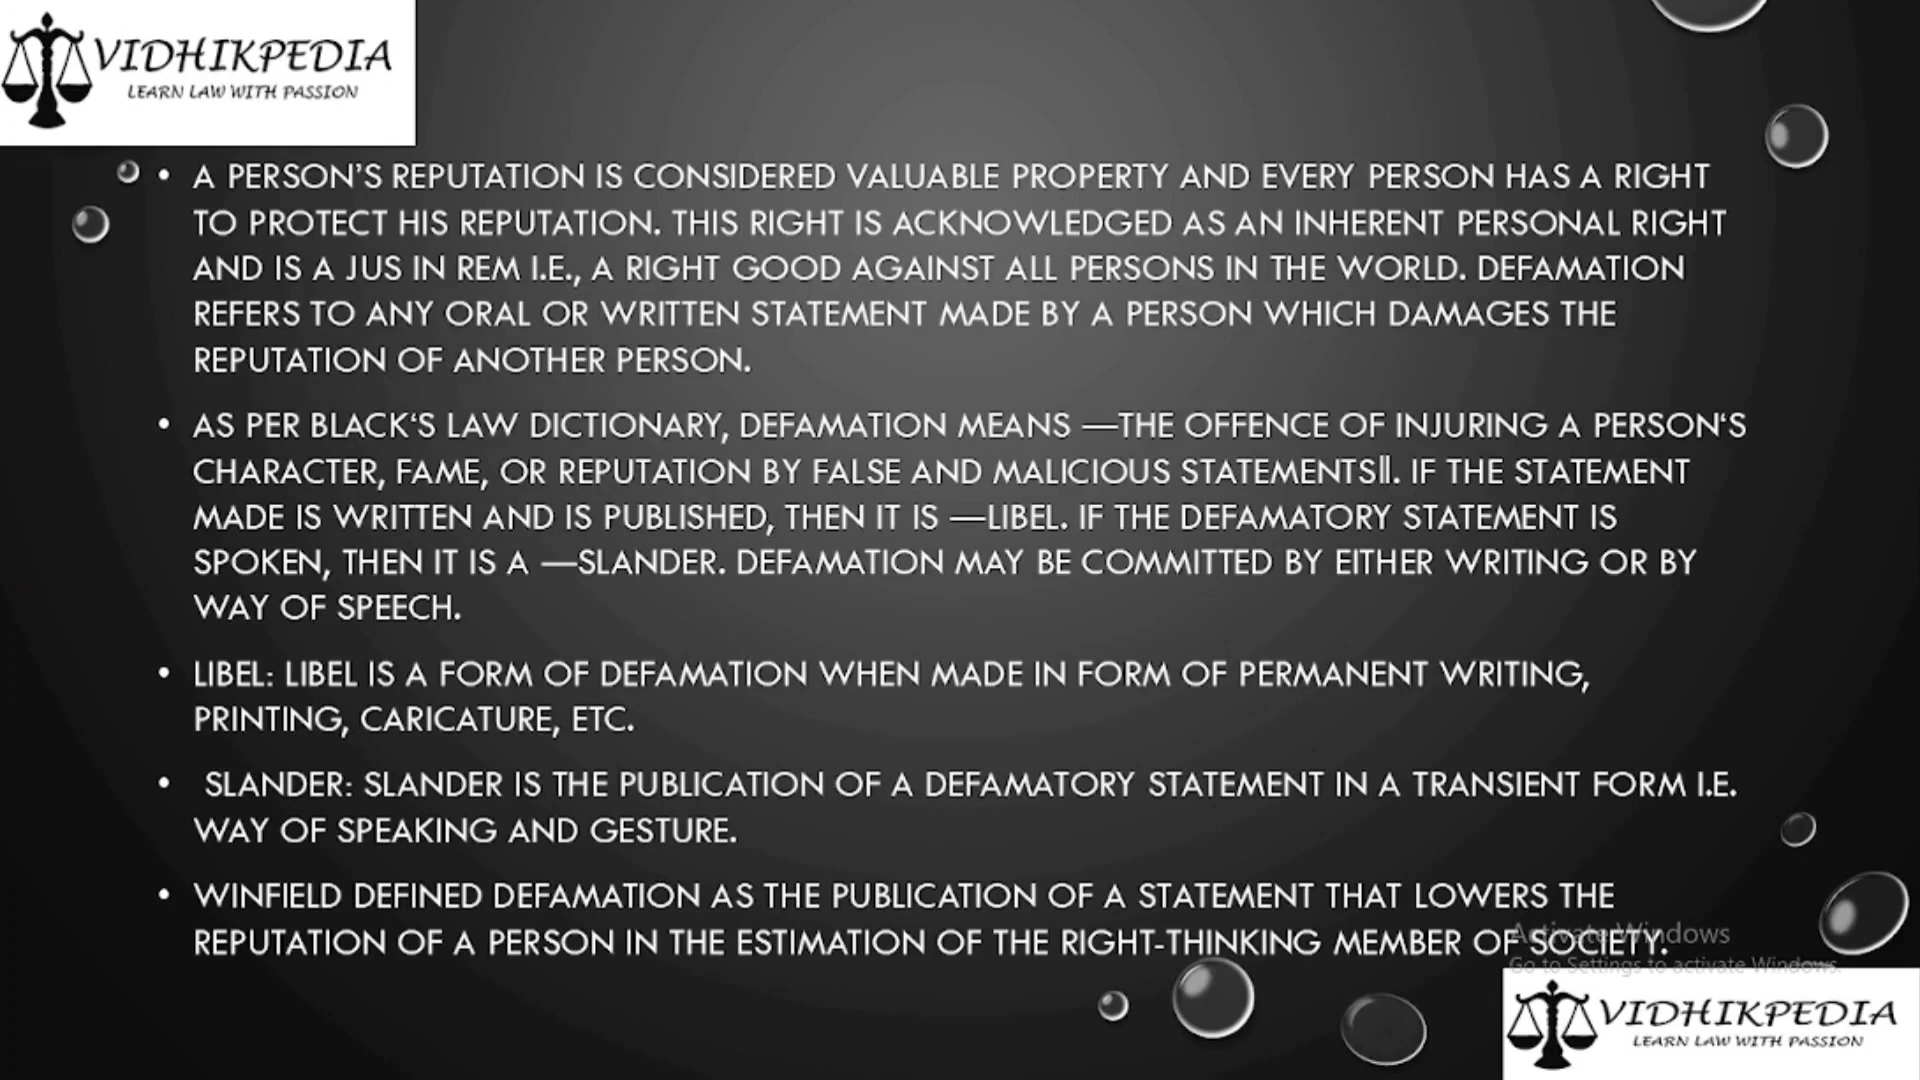 VIDHIKPEDIA
LEARN LAW WITH PASSION
• A PERSON’S REPUTATION IS CONSIDERED VALUABLE PROPERTY AND EVERY PERSON HAS A RIGHT
TO PROTECT HIS REPUTATION. THIS RIGHT IS ACKNOWLEDGED AS AN INHERENT PERSONAL RIGHT
AND IS A JUS IN REM I.E., A RIGHT GOOD AGAINST ALL PERSONS IN THE WORLD. DEFAMATION
REFERS TO ANY ORAL OR WRITTEN STATEMENT MADE BY A PERSON WHICH DAMAGES THE
REPUTATION OF ANOTHER PERSON.
• AS PER BLACK‘S LAW DICTIONARY, DEFAMATION MEANS ―THE OFFENCE OF INJURING A PERSON‘S
CHARACTER, FAME, OR REPUTATION BY FALSE AND MALICIOUS STATEMENTS‖. IF THE STATEMENT
MADE IS WRITTEN AND IS PUBLISHED, THEN IT IS ―LIBEL. IF THE DEFAMATORY STATEMENT IS
SPOKEN, THEN IT IS A ―SLANDER. DEFAMATION MAY BE COMMITTED BY EITHER WRITING OR BY
WAY OF SPEECH.
• LIBEL: LIBEL IS A FORM OF DEFAMATION WHEN MADE IN FORM OF PERMANENT WRITING,
PRINTING, CARICATURE, ETC.
• SLANDER: SLANDER IS THE PUBLICATION OF A DEFAMATORY STATEMENT IN A TRANSIENT FORM I.E.
WAY OF SPEAKING AND GESTURE.
• WINFIELD DEFINED DEFAMATION AS THE PUBLICATION OF A STATEMENT THAT LOWERS THE
REPUTATION OF A PERSON IN THE ESTIMATION OF THE RIGHT-THINKING MEMBER OF SOCIETY.
Activate Windows
Go to Settings to activate Windows.
VIDHIKPEDIA
LEARN LAW WITH PASSION